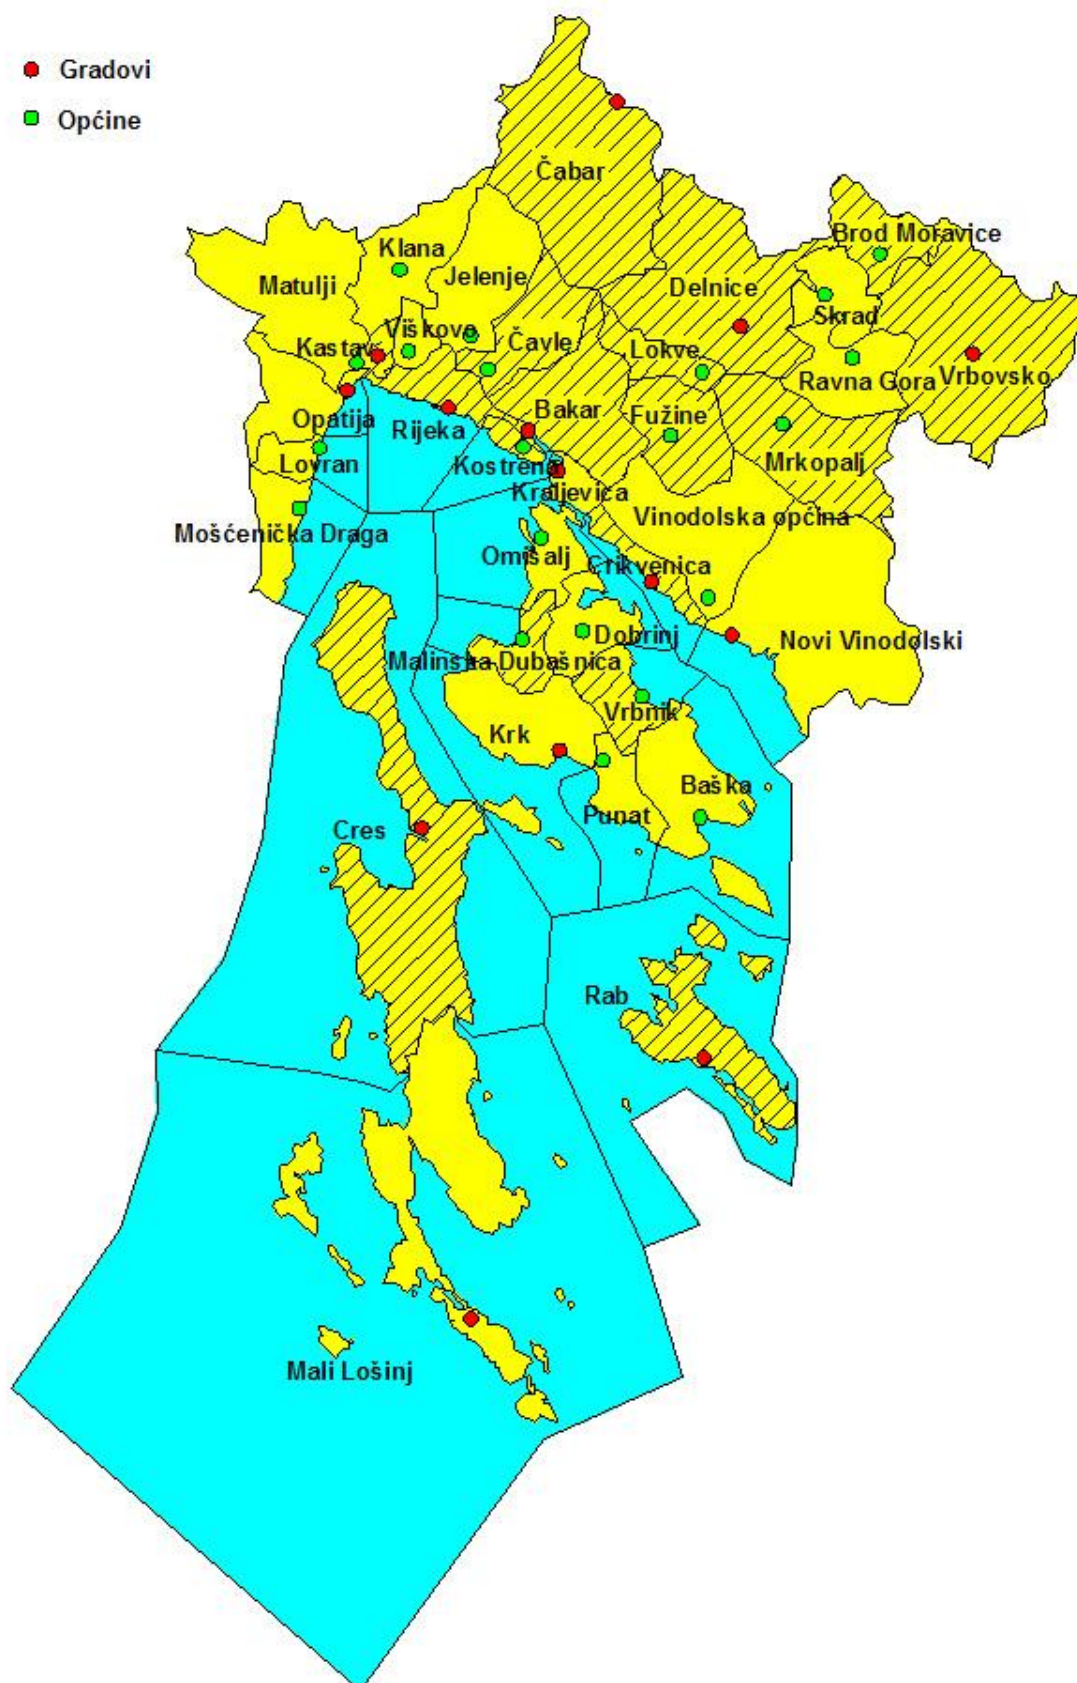 Gradovi
Općine
Čabar
Brod Moravice
Klana
Jelenje
Matulji
Delnice
Skrad
Viškovo
Čavle
Kastav
Lokve
Ravna Gora
Vrbovsko
Opatija
Rijeka
Bakar
Fužine
Lovran
Kostrena
Mrkopalj
Kraljevica
Vinodolska općina
Mošćenička Draga
Omišalj
Crikvenica
Dobrinj
Novi Vinodolski
Malinska Dubašnica
Vrbnik
Krk
Baška
Punat
Cres
Rab
Mali Lošinj